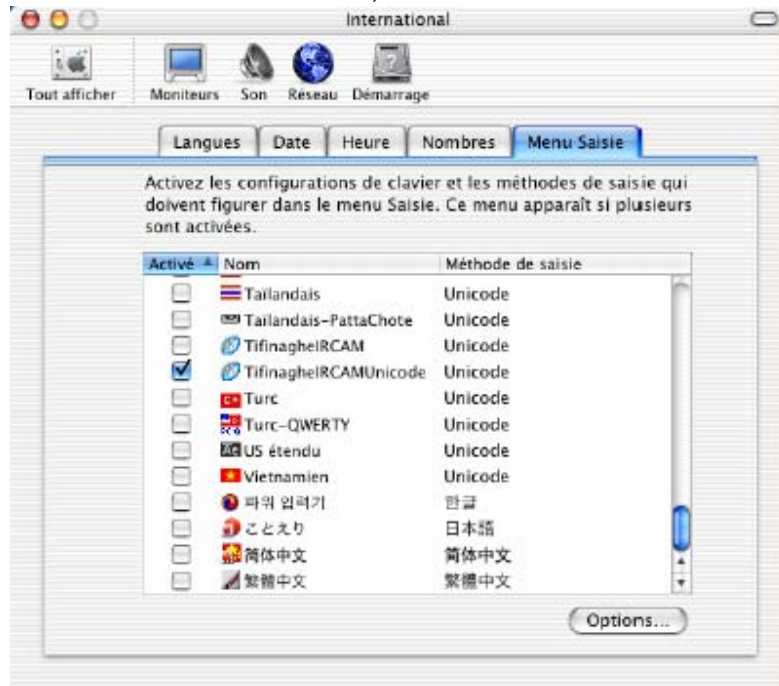 International
Tout afficher Moniteurs Son Réseau Démarrage
Langues Date Heure Nombres Menu Saisie
Activez les configurations de clavier et les méthodes de saisie qui
doivent figurer dans le menu Saisie. Ce menu apparaît si plusieurs
sont activées.
Activé Nom Méthode de saisie
Taïlandais Unicode
Taïlandais-PattaChote Unicode
TifinagheIRCAM Unicode
TifinagheIRCAMUnicode Unicode
Turc Unicode
Turc-QWERTY Unicode
US étendu Unicode
Vietnamien Unicode
파워 입력기 한글
ことえり 日本語
简体中文 简体中文
繁體中文 繁體中文
Options...